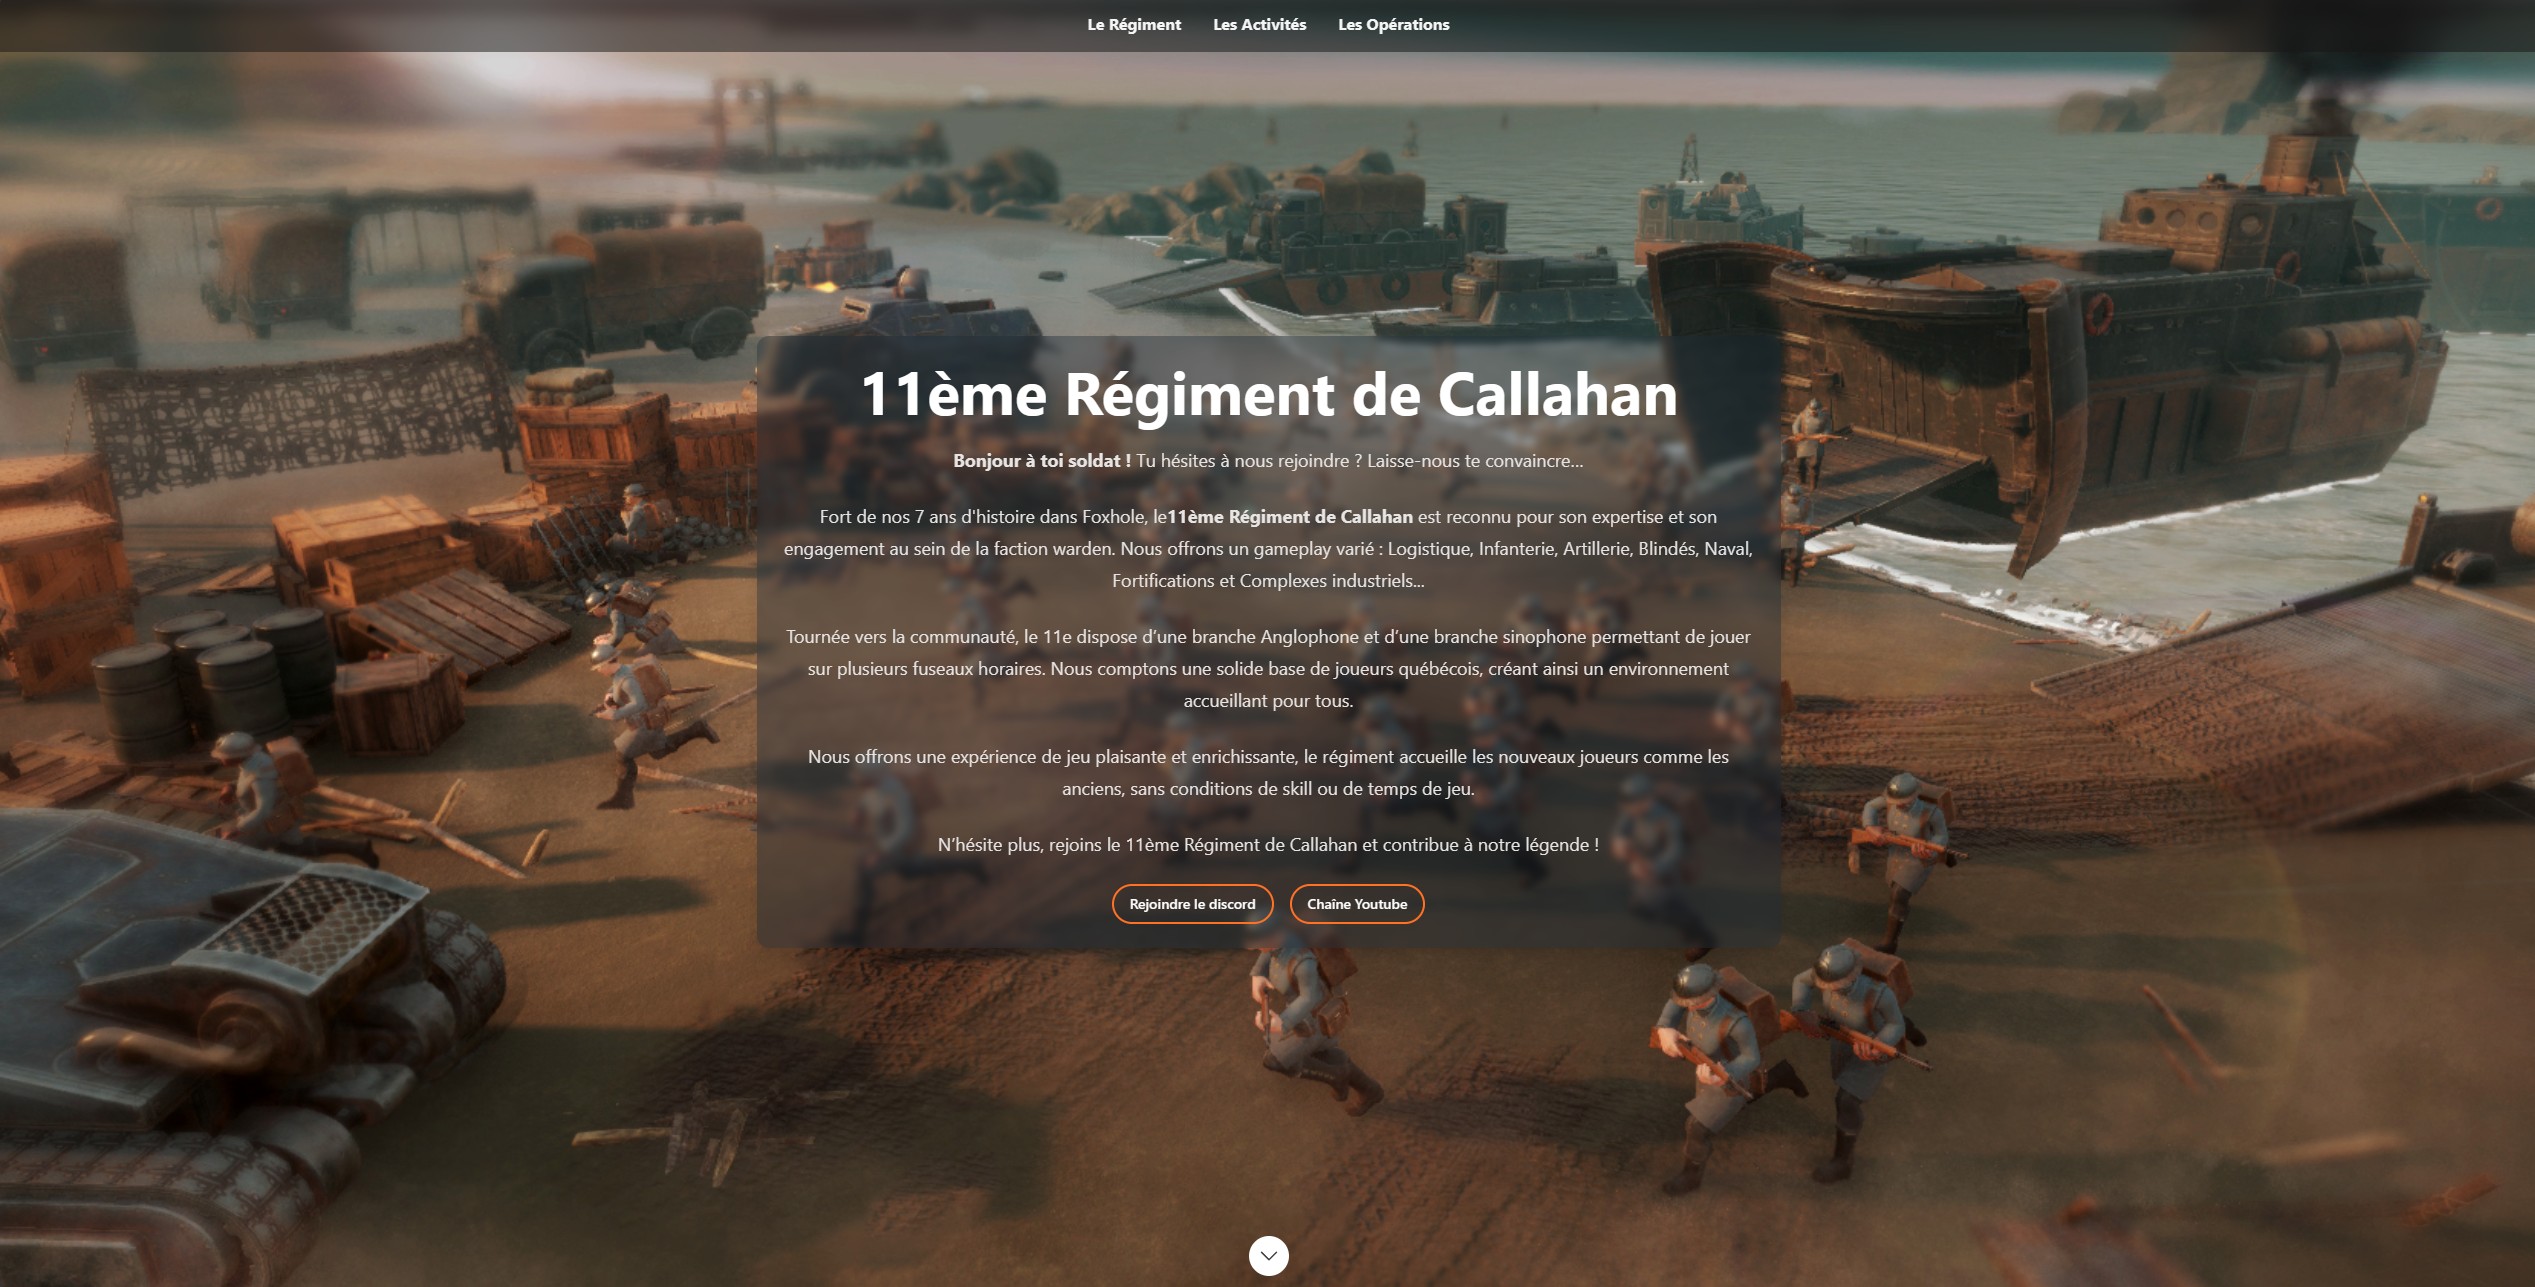 Le Régiment Les Activités Les Opérations
11ème Régiment de Callahan
Bonjour à toi soldat ! Tu hésites à nous rejoindre ? Laisse-nous te convaincre...
Fort de nos 7 ans d'histoire dans Foxhole, le11ème Régiment de Callahan est reconnu pour son expertise et son
engagement au sein de la faction warden. Nous offrons un gameplay varié : Logistique, Infanterie, Artillerie, Blindés, Naval,
Fortifications et Complexes industriels...
Tournée vers la communauté, le 11e dispose d’une branche Anglophone et d’une branche sinophone permettant de jouer
sur plusieurs fuseaux horaires. Nous comptons une solide base de joueurs québécois, créant ainsi un environnement
accueillant pour tous.
Nous offrons une expérience de jeu plaisante et enrichissante, le régiment accueille les nouveaux joueurs comme les
anciens, sans conditions de skill ou de temps de jeu.
N’hésite plus, rejoins le 11ème Régiment de Callahan et contribue à notre légende !
Rejoindre le discord Chaîne Youtube